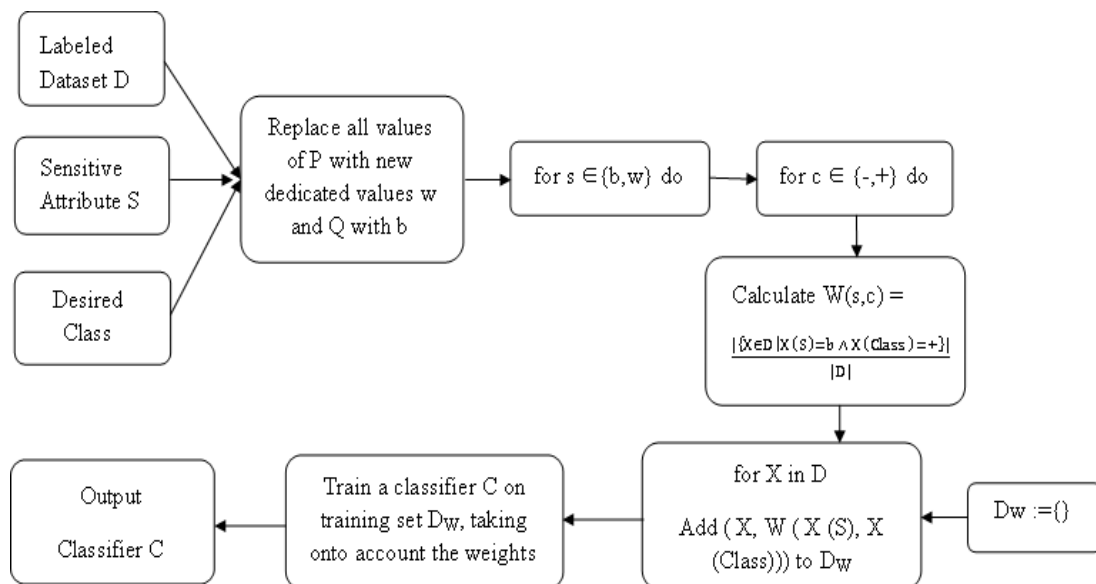 Labeled
Dataset D
Sensitive
Attribute S
Desired
Class
Replace all values
of P with new
dedicated values w
and Q with b
for s ∈{b,w} do
for c ∈ {-,+} do
Calculate W(s,c) =
|{X∈D|X(S)=b ∧ X(Class)=+}|
|D|
Dw :={}
for X in D
Add ( X, W ( X (S), X
(Class))) to Dw
Train a classifier C on
training set Dw, taking
onto account the weights
Output
Classifier C